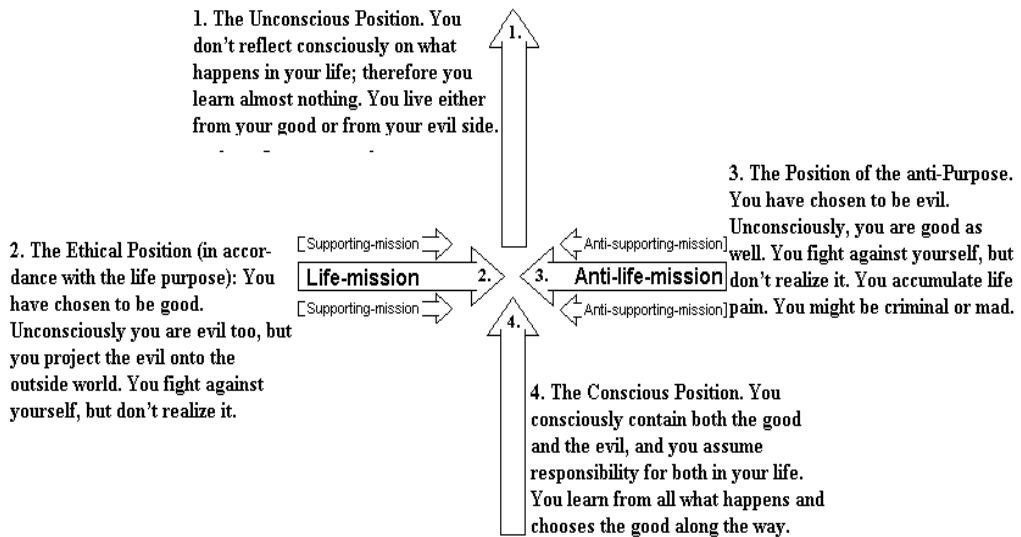 1. The Unconscious Position. You
don't reflect consciously on what
happens in your life; therefore you
learn almost nothing. You live either
from your good or from your evil side.
1.
2. The Ethical Position (in accor-
dance with the life purpose): You
have chosen to be good.
Unconsciously you are evil too, but
you project the evil onto the
outside world. You fight against
yourself, but don't realize it.
[Supporting-mission
Life-mission
2.
[Supporting-mission
Anti-supporting-mission]
3.
Anti-life-mission
Anti-supporting-mission]
3. The Position of the anti-Purpose.
You have chosen to be evil.
Unconsciously, you are good as
well. You fight against yourself, but
don't realize it. You accumulate life
pain. You might be criminal or mad.
4.
4. The Conscious Position. You
consciously contain both the good
and the evil, and you assume
responsibility for both in your life.
You learn from all what happens and
chooses the good along the way.